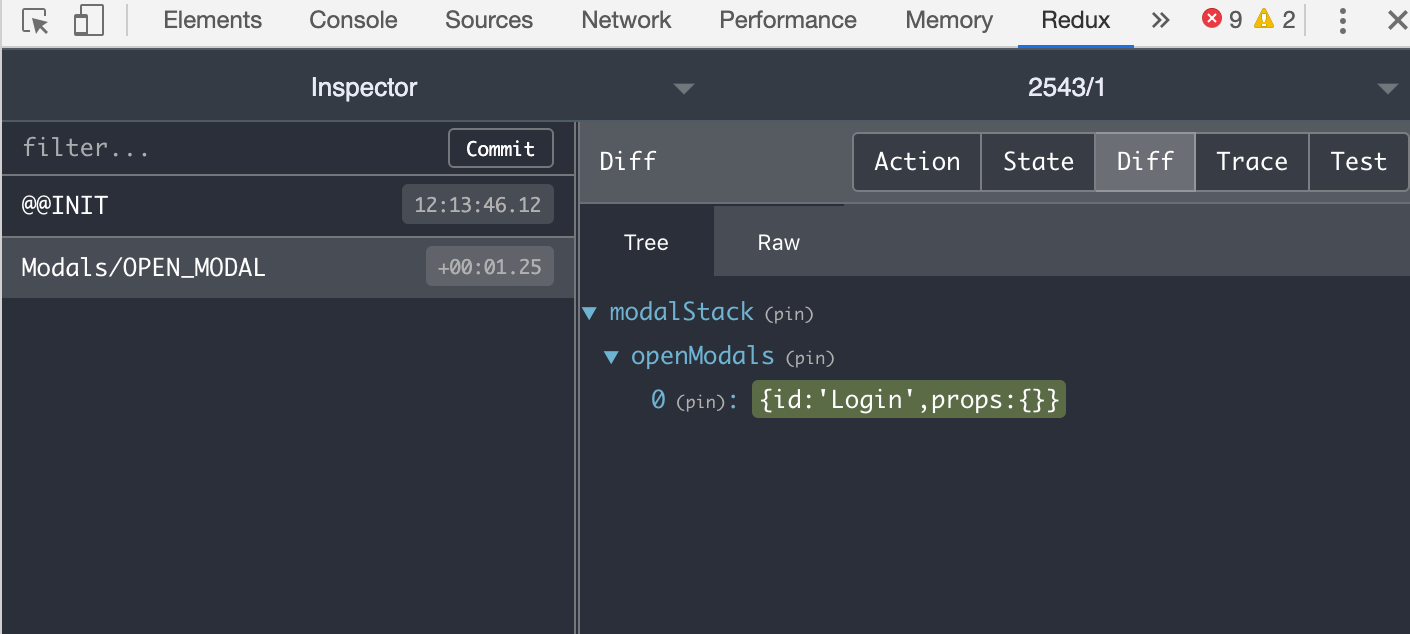 Elements Console Sources Network Performance Memory Redux » 9 2
Inspector 2543/1
filter... Commit
Diff Action State Diff Trace Test
@@INIT 12:13:46.12
Tree Raw
Modals/OPEN_MODAL +00:01.25
modalStack (pin)
openModals (pin)
0 (pin): {id:'Login',props:{}}